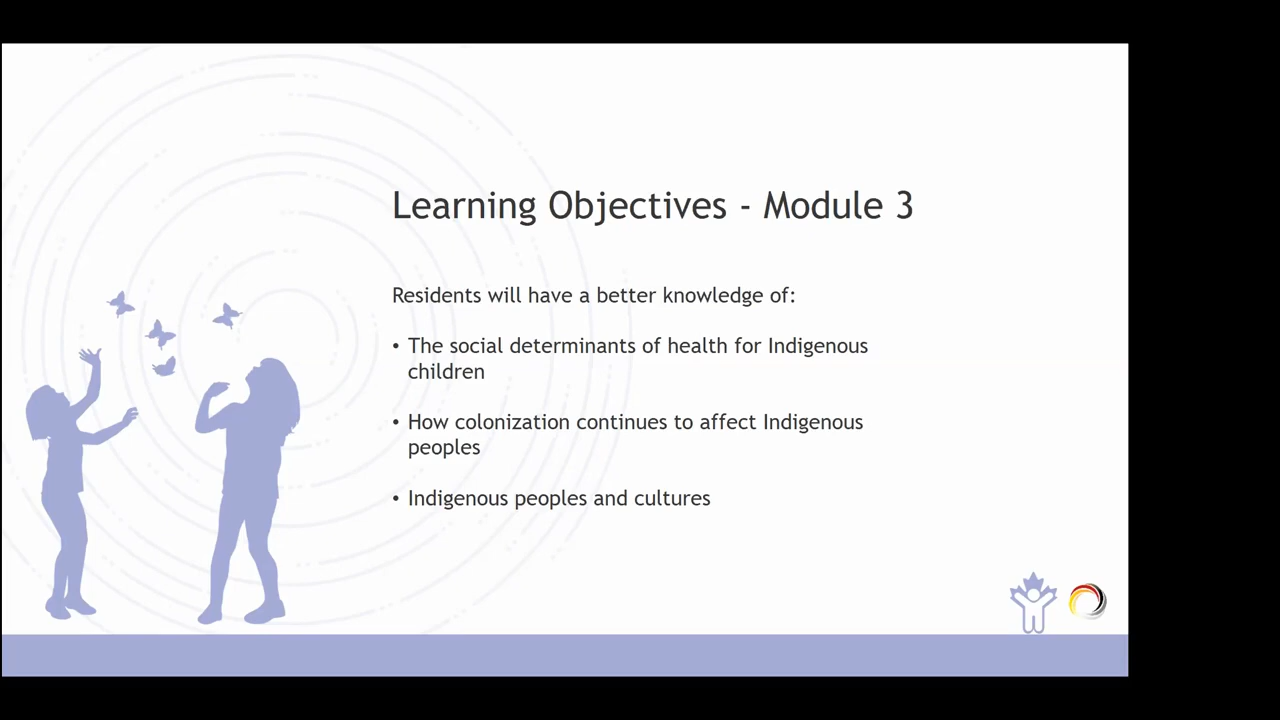 Learning Objectives - Module 3
Residents will have a better knowledge of:
• The social determinants of health for Indigenous
children
• How colonization continues to affect Indigenous
peoples
• Indigenous peoples and cultures